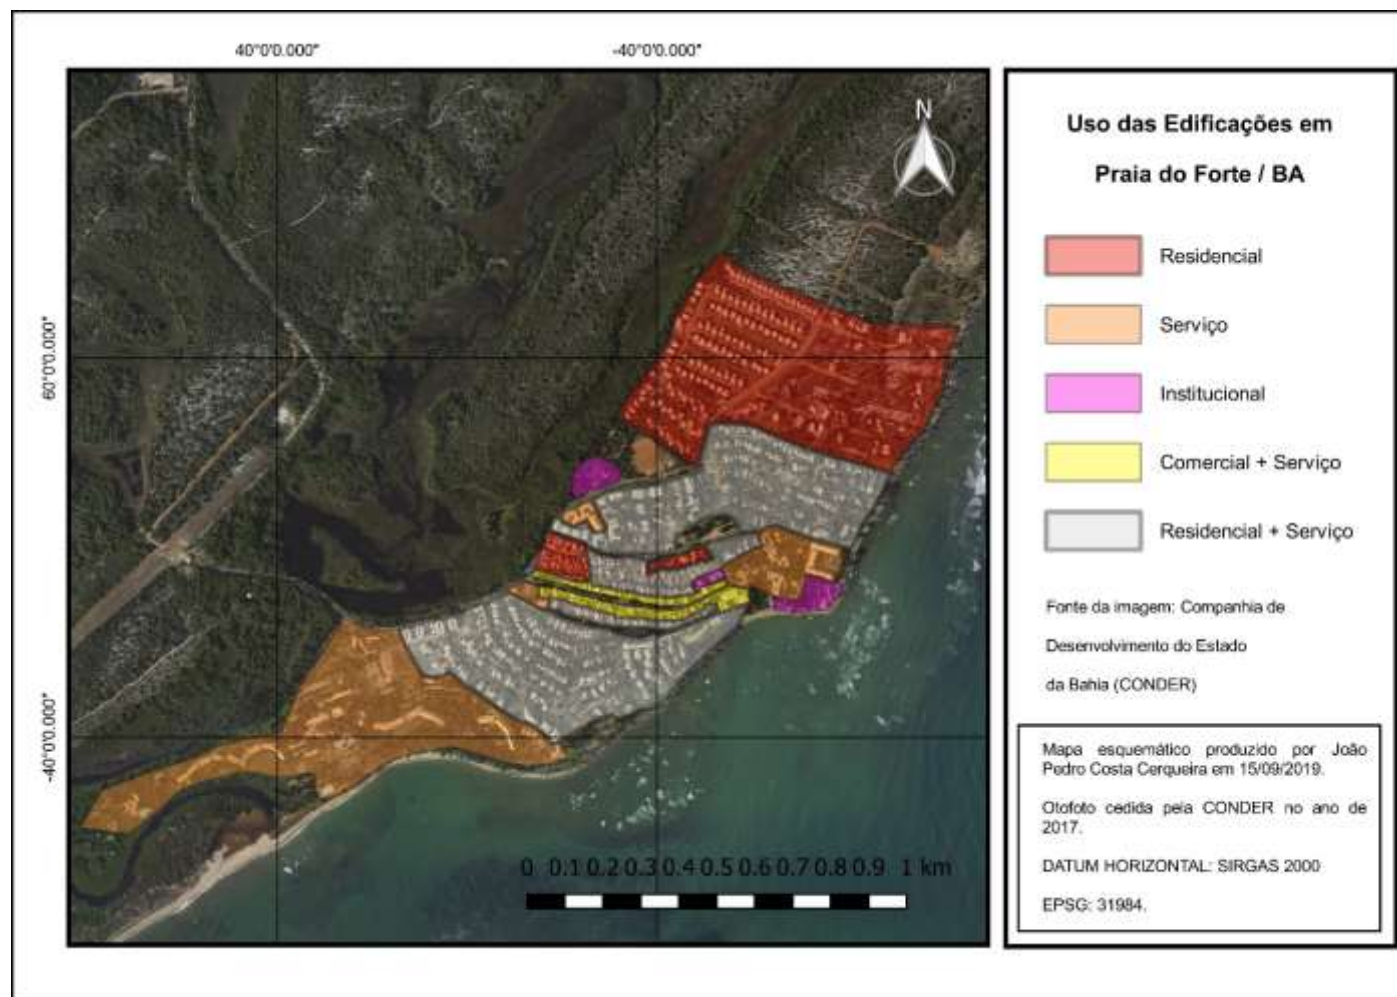 40°0'0.000"
-40°0'0.000"
60°0'0.000"
-40°0'0.000"
N
0 0.1 0.2 0.3 0.4 0.5 0.6 0.7 0.8 0.9 1 km
Uso das Edificações em
Praia do Forte / BA
Residencial
Serviço
Institucional
Comercial + Serviço
Residencial + Serviço
Fonte da imagem: Companhia de
Desenvolvimento do Estado
da Bahia (CONDER)
Mapa esquemático produzido por João
Pedro Costa Cerqueira em 15/09/2019.
Otofoto cedida pela CONDER no ano de
2017.
DATUM HORIZONTAL: SIRGAS 2000
EPSG: 31984.